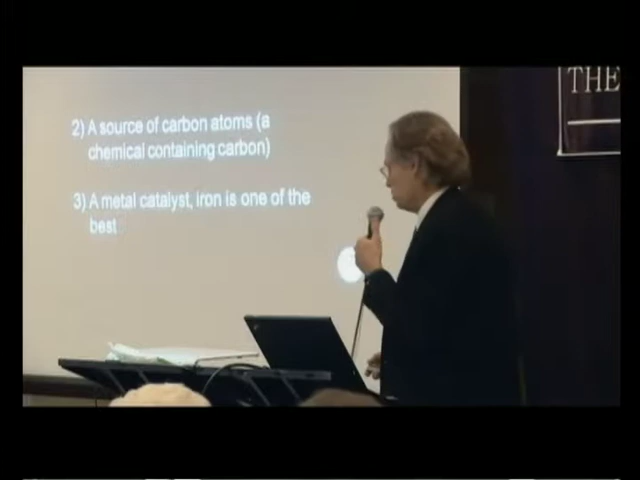 2) A source of carbon atoms (a
chemical containing carbon)
3) A metal catalyst, iron is one of the
best
THE